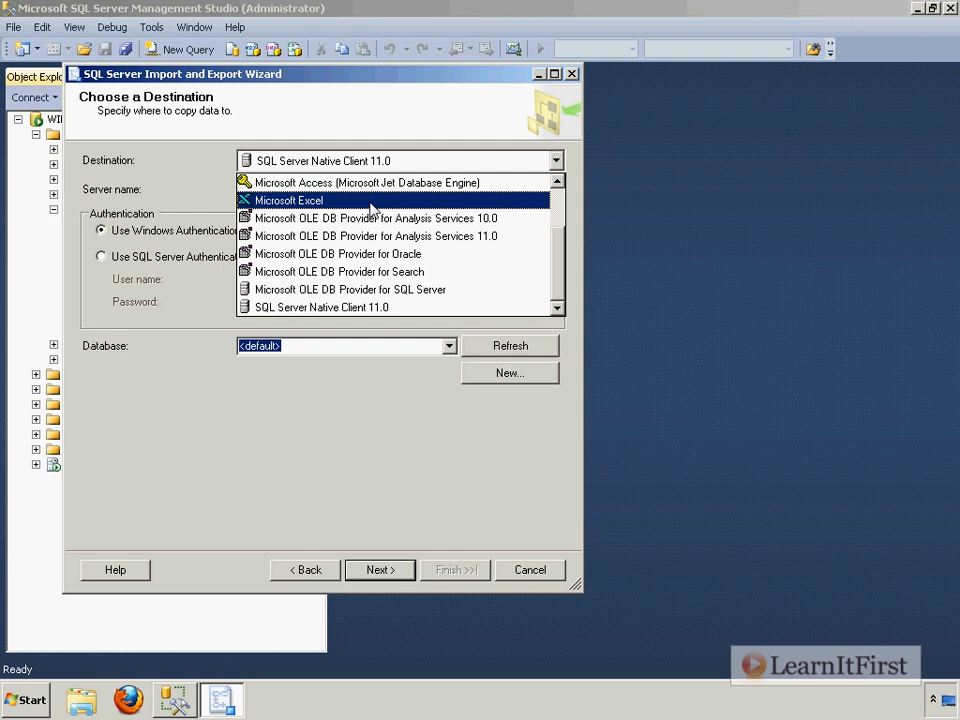 Microsoft SQL Server Management Studio (Administrator)
File Edit View Debug Tools Window Help
New Query
Object Explo
Connect
WI
SQL Server Import and Export Wizard
Choose a Destination
Specify where to copy data to.
Destination: SQL Server Native Client 11.0
Microsoft Access (Microsoft Jet Database Engine)
Server name:
Microsoft Excel
Authentication
Microsoft OLE DB Provider for Analysis Services 10.0
Use Windows Authentication
Microsoft OLE DB Provider for Analysis Services 11.0
Use SQL Server Authentica
Microsoft OLE DB Provider for Oracle
User name:
Microsoft OLE DB Provider for Search
Password:
Microsoft OLE DB Provider for SQL Server
SQL Server Native Client 11.0
Database: <default> Refresh
New...
Help < Back Next > Finish >>| Cancel
Ready
LearnItFirst
Start